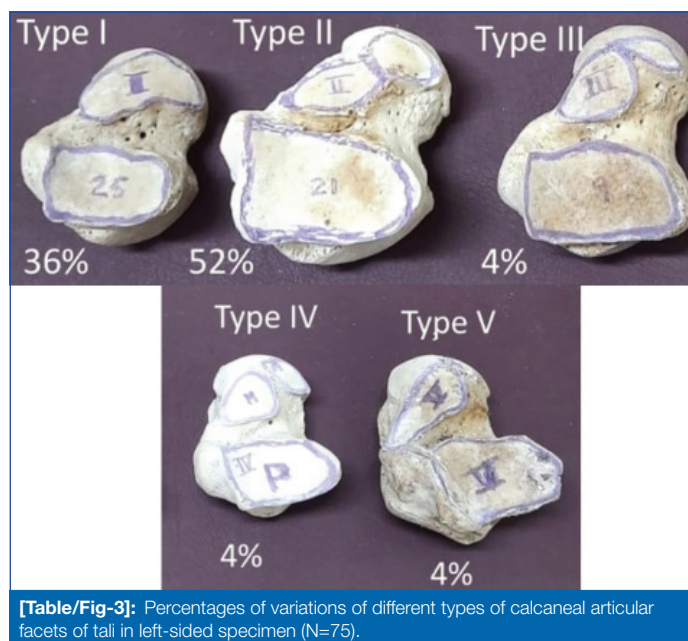 Type I Type II Type III
I II III
25 21 9
36% 52% 4%
Type IV Type V
M V
IV P
4% 4%
[Table/Fig-3]: Percentages of variations of different types of calcaneal articular
facets of tali in left-sided specimen (N=75).